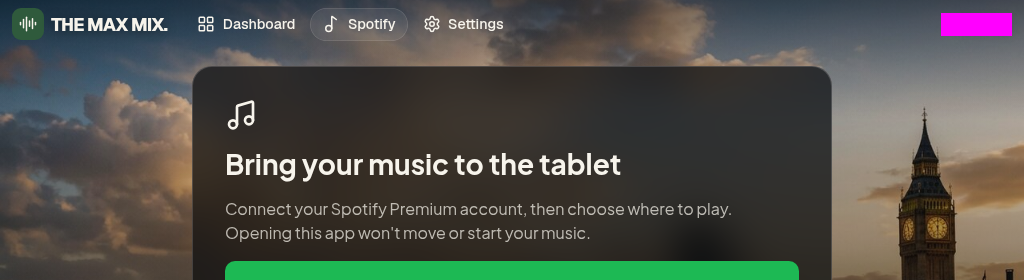 THE MAX MIX.
Dashboard
Spotify
Settings
Bring your music to the tablet
Connect your Spotify Premium account, then choose where to play.
Opening this app won't move or start your music.